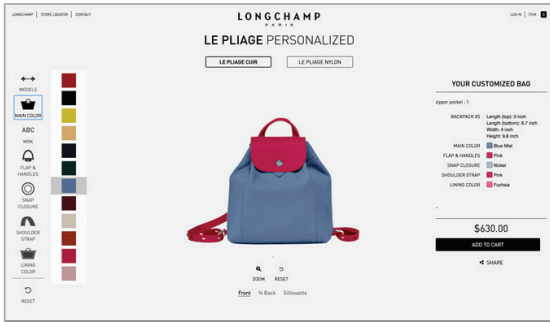 LONGCHAMP | STORE LOCATOR | CONTACT
LONGCHAMP
PARIS
LOG IN | ITEM
LE PLIAGE PERSONALIZED
LE PLIAGE CUIR
LE PLIAGE NYLON
MODELS
MAIN COLOR
ABC
FLAP &
HANDLES
SNAP
CLOSURE
SHOULDER
STRAP
LINING
COLOR
RESET
ZOOM
RESET
Front
¾ Back
Silhouette
YOUR CUSTOMIZED BAG
zipper pocket : 1
BACKPACK XS Length (top): 0 inch
Length (bottom): 8,7 inch
Width: 4 inch
Height: 9,8 inch
MAIN COLOR Blue Mist
FLAP & HANDLES Pink
SNAP CLOSURE Nickel
SHOULDER STRAP Pink
LINING COLOR Fuchsia
$630.00
ADD TO CART
SHARE